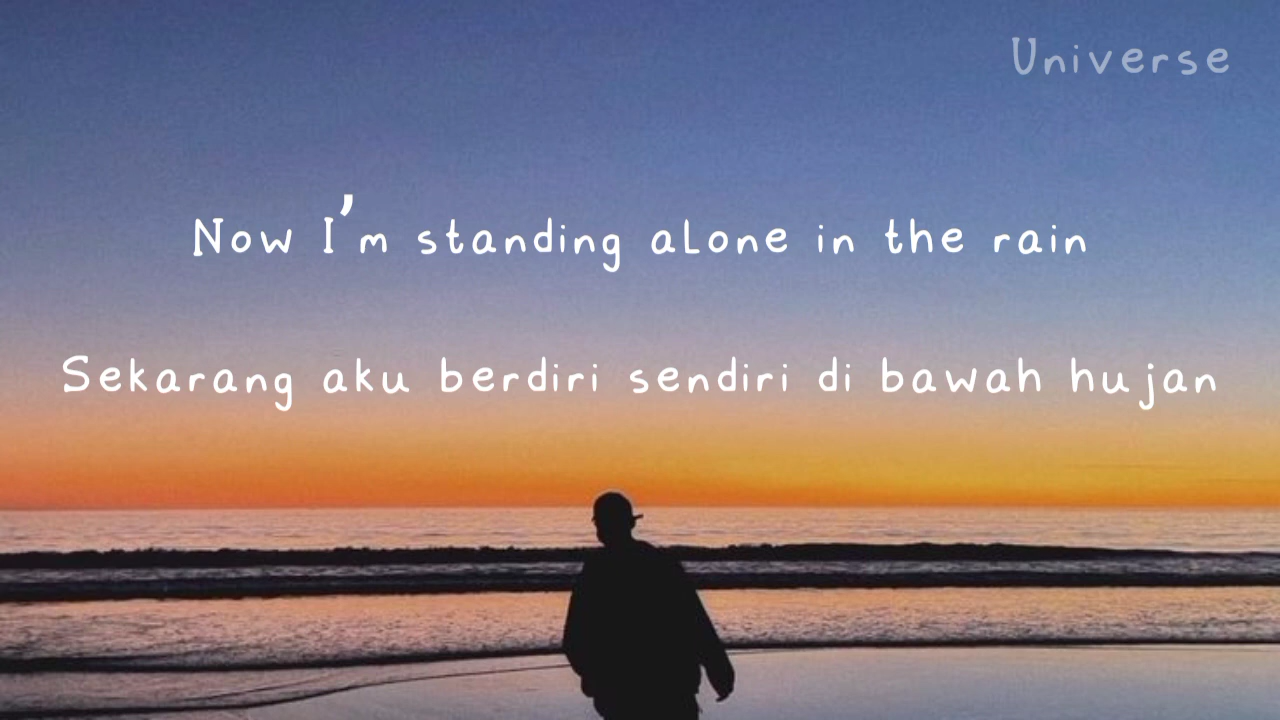 Universe
Now I'm standing alone in the rain
Sekarang aku berdiri sendiri di bawah hujan